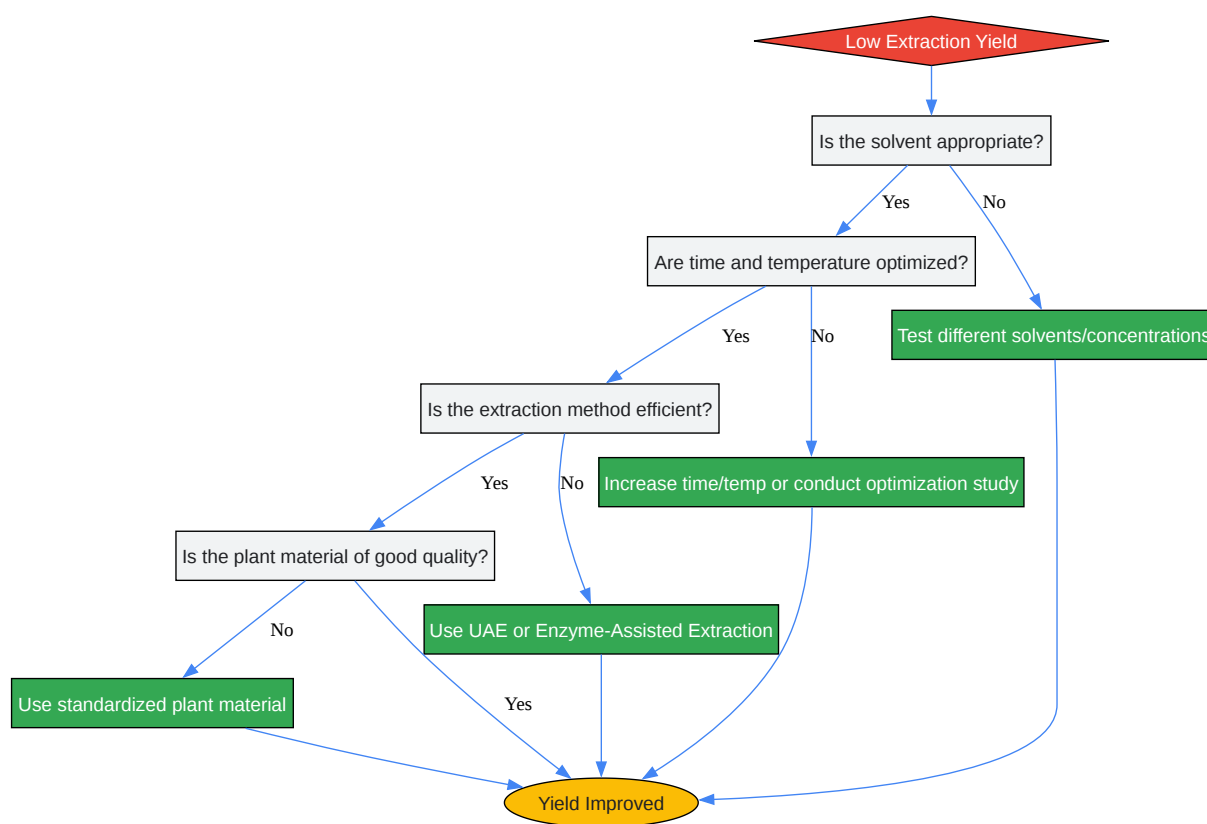 Low Extraction Yield
Is the solvent appropriate?
Yes
No
Are time and temperature optimized?
Test different solvents/concentrations
Yes
No
Is the extraction method efficient?
Increase time/temp or conduct optimization study
Yes
No
Is the plant material of good quality?
Use UAE or Enzyme-Assisted Extraction
No
Yes
Use standardized plant material
Yield Improved